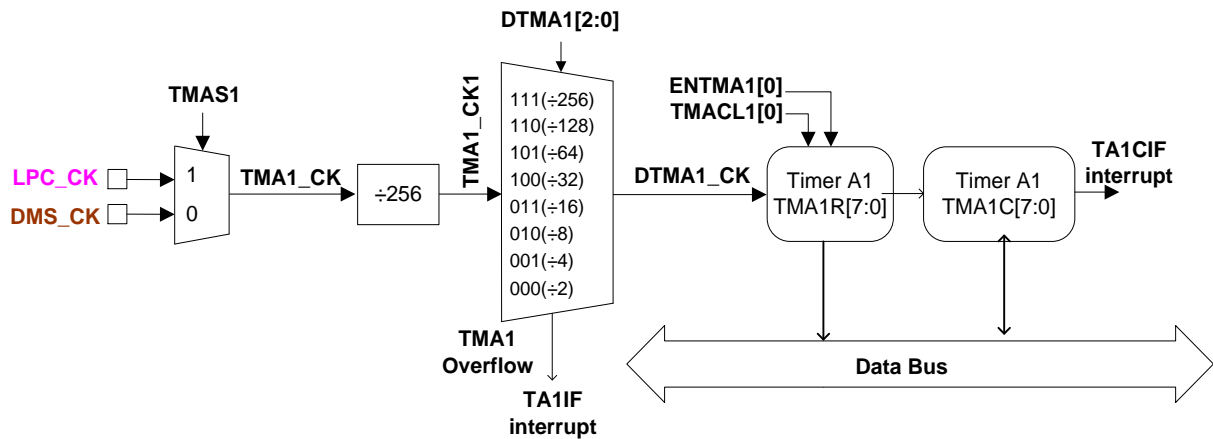 DTMA1[2:0]
TMAS1
LPC_CK
DMS_CK
1
0
TMA1_CK
÷256
TMA1_CK1
111(÷256)
110(÷128)
101(÷64)
100(÷32)
011(÷16)
010(÷8)
001(÷4)
000(÷2)
TMA1
Overflow
TA1IF
interrupt
DTMA1_CK
ENTMA1[0]
TMACL1[0]
Timer A1
TMA1R[7:0]
Timer A1
TMA1C[7:0]
TA1CIF
interrupt
Data Bus